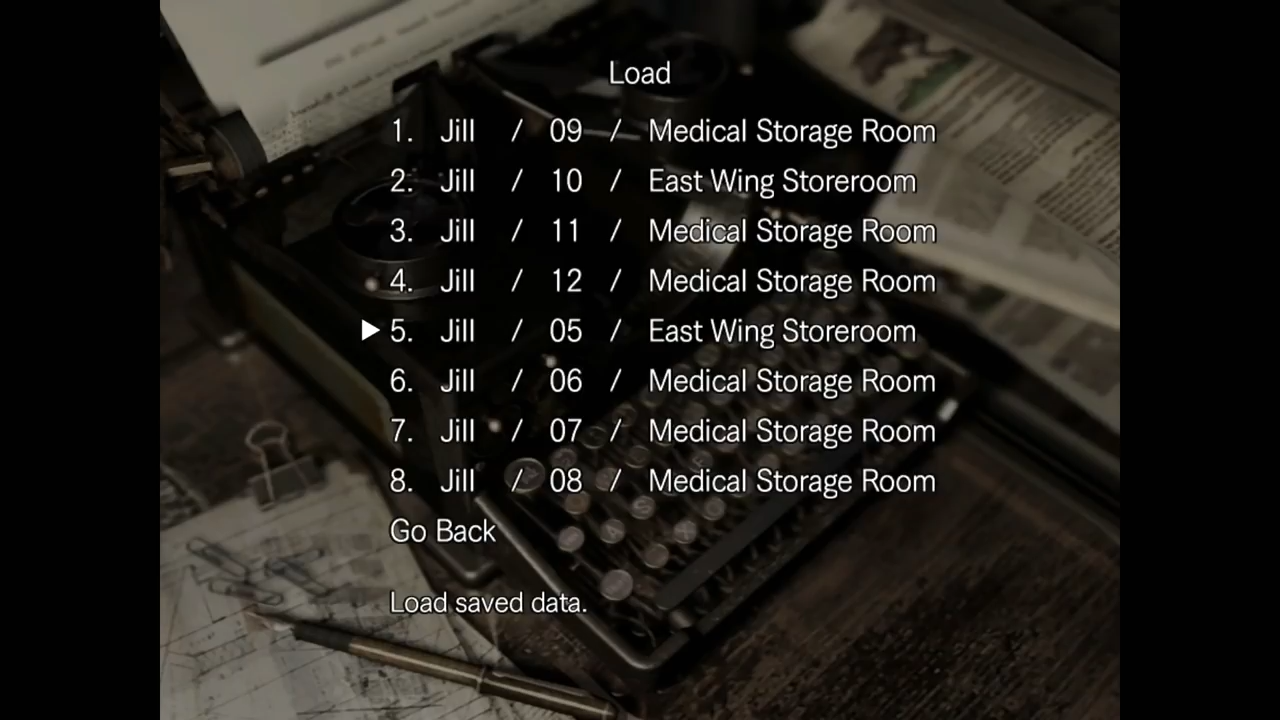 Load
1. Jill / 09 / Medical Storage Room
2. Jill / 10 / East Wing Storeroom
3. Jill / 11 / Medical Storage Room
4. Jill / 12 / Medical Storage Room
5. Jill / 05 / East Wing Storeroom
6. Jill / 06 / Medical Storage Room
7. Jill / 07 / Medical Storage Room
8. Jill / 08 / Medical Storage Room
Go Back
Load saved data.